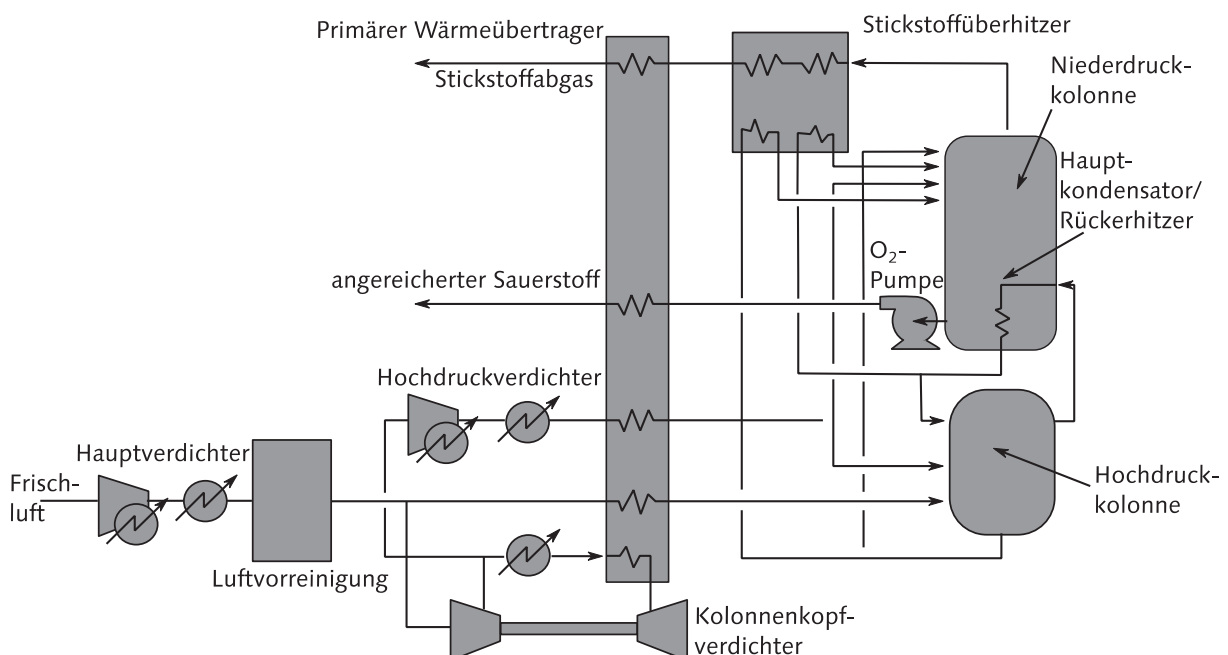 Primärer Wärmeübertrager
Stickstoffabgas
Stickstoffüberhitzer
Niederdruck-
kolonne
Haupt-
kondensator/
Rückerhitzer
O₂-
Pumpe
angereicherter Sauerstoff
Hochdruckverdichter
Hauptverdichter
Frisch-
luft
Luftvorreinigung
Hochdruck-
kolonne
Kolonnenkopf-
verdichter